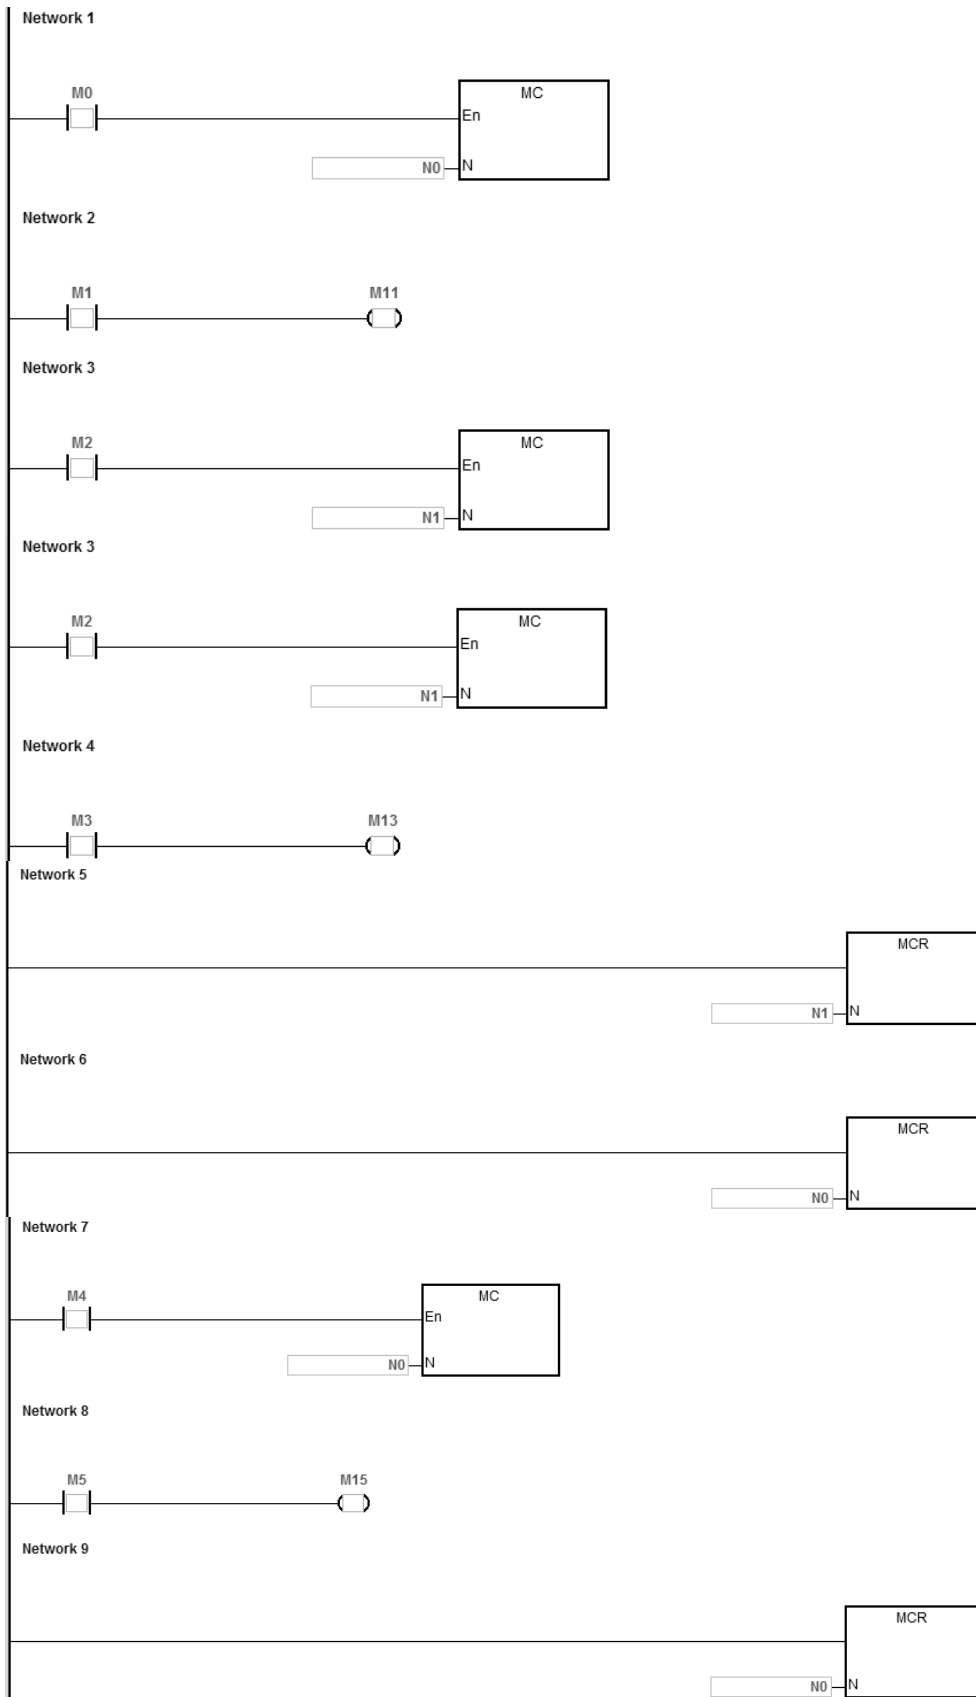 Network 1
M0
MC
En
N0 N
Network 2
M1 M11
Network 3
M2
MC
En
N1 N
Network 3
M2
MC
En
N1 N
Network 4
M3 M13
Network 5
MCR
N1 N
Network 6
MCR
N0 N
Network 7
M4
MC
En
N0 N
Network 8
M5 M15
Network 9
MCR
N0 N